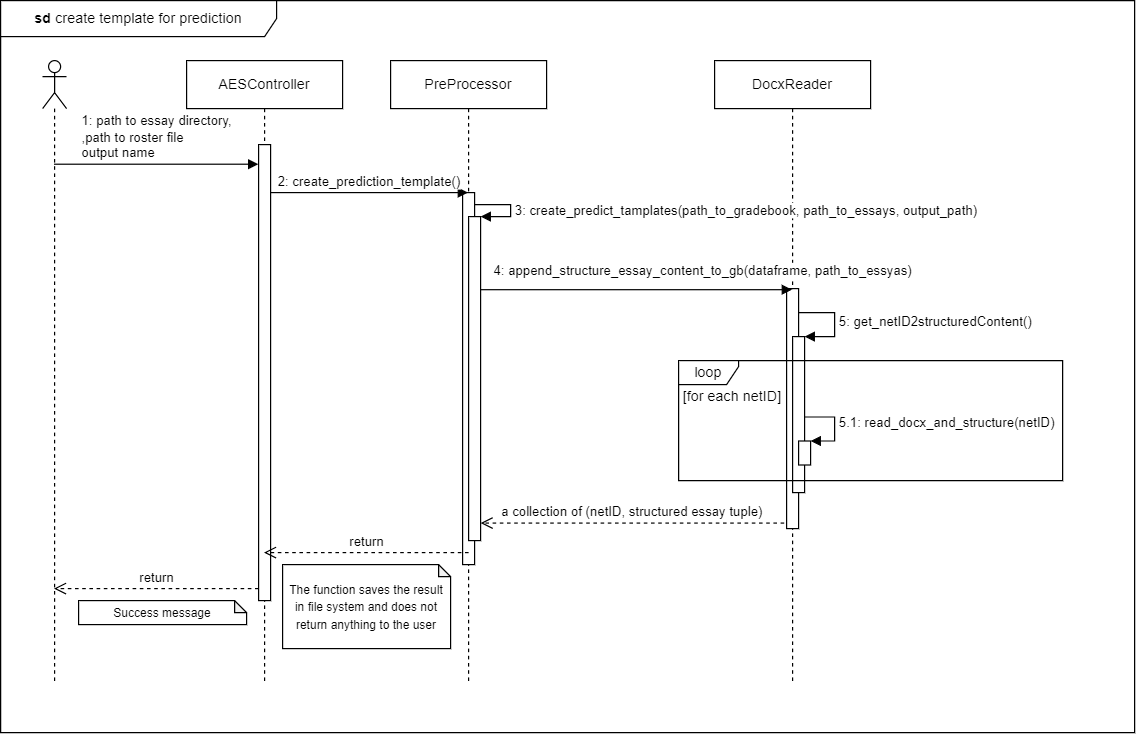 sd create template for prediction
AESController
PreProcessor
DocxReader
1: path to essay directory,
,path to roster file
output name
2: create_prediction_template()
3: create_predict_tamplates(path_to_gradebook, path_to_essays, output_path)
4: append_structure_essay_content_to_gb(dataframe, path_to_essyas)
5: get_netID2structuredContent()
loop
[for each netID]
5.1: read_docx_and_structure(netID)
a collection of (netID, structured essay tuple)
return
The function saves the result
in file system and does not
return anything to the user
return
Success message